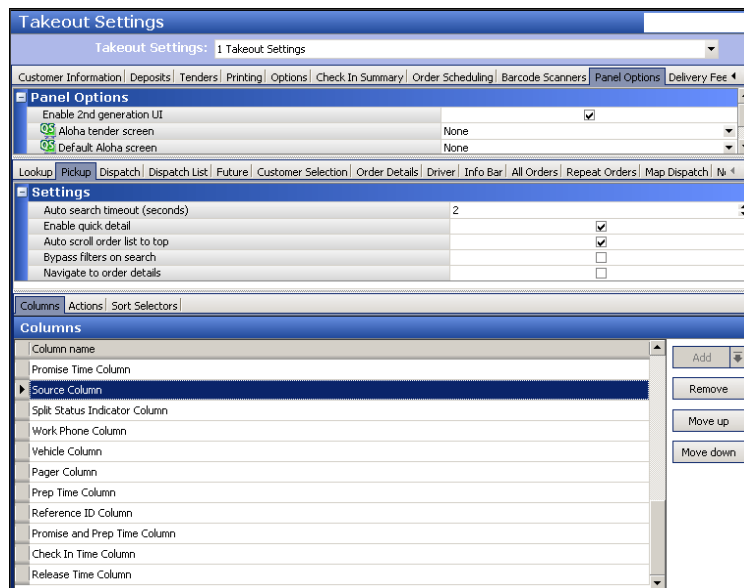 Takeout Settings
Takeout Settings: 1 Takeout Settings
Customer Information Deposits Tenders Printing Options Check In Summary Order Scheduling Barcode Scanners Panel Options Delivery Fee
Panel Options
Enable 2nd generation UI
QS Aloha tender screen None
QS Default Aloha screen None
Lookup Pickup Dispatch Dispatch List Future Customer Selection Order Details Driver Info Bar All Orders Repeat Orders Map Dispatch
Settings
Auto search timeout (seconds) 2
Enable quick detail
Auto scroll order list to top
Bypass filters on search
Navigate to order details
Columns Actions Sort Selectors
Columns
Column name
Add
Promise Time Column
Source Column
Remove
Split Status Indicator Column
Work Phone Column
Move up
Vehicle Column
Move down
Pager Column
Prep Time Column
Reference ID Column
Promise and Prep Time Column
Check In Time Column
Release Time Column